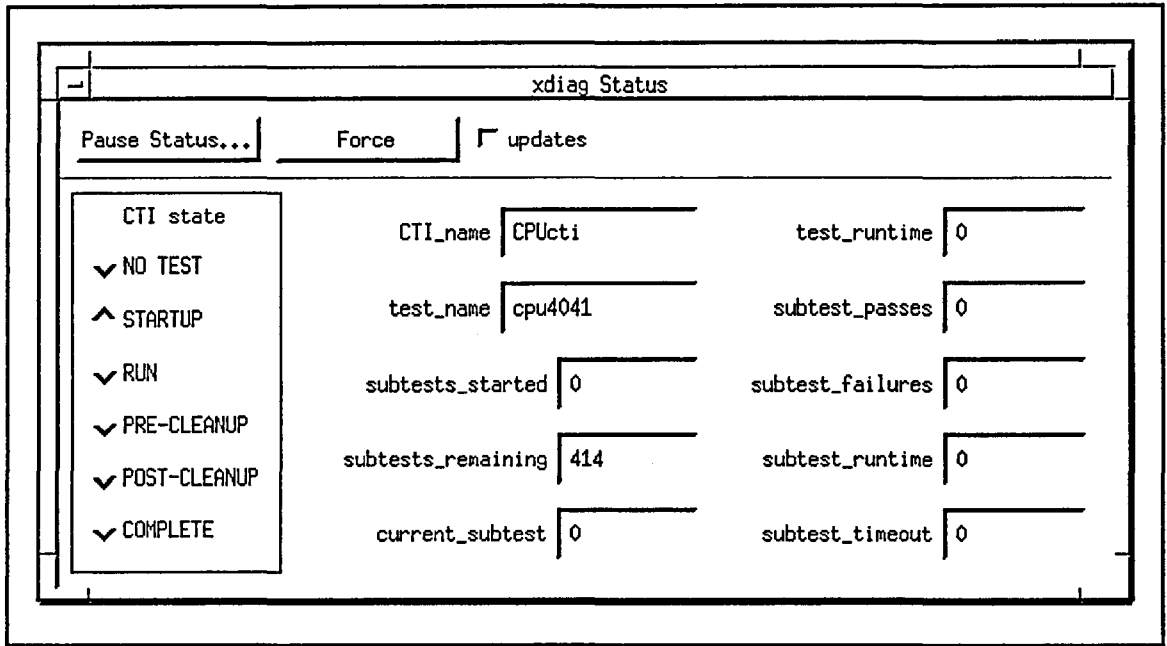 xdiag Status
Pause Status...
Force
updates
CTI state
NO TEST
STARTUP
RUN
PRE-CLEANUP
POST-CLEANUP
COMPLETE
CTI_name CPUcti
test_name cpu4041
subtests_started 0
subtests_remaining 414
current_subtest 0
test_runtime 0
subtest_passes 0
subtest_failures 0
subtest_runtime 0
subtest_timeout 0